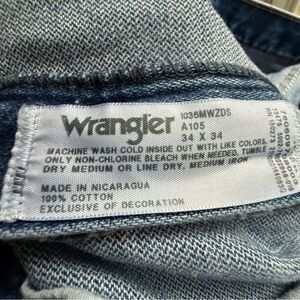 Wrangler
1036MWZDS
A105
34 X 34
MACHINE WASH COLD INSIDE OUT WITH LIKE COLORS.
ONLY NON-CHLORINE BLEACH WHEN NEEDED. TUMBLE
DRY MEDIUM OR LINE DRY. MEDIUM IRON
MADE IN NICARAGUA
100% COTTON
EXCLUSIVE OF DECORATION